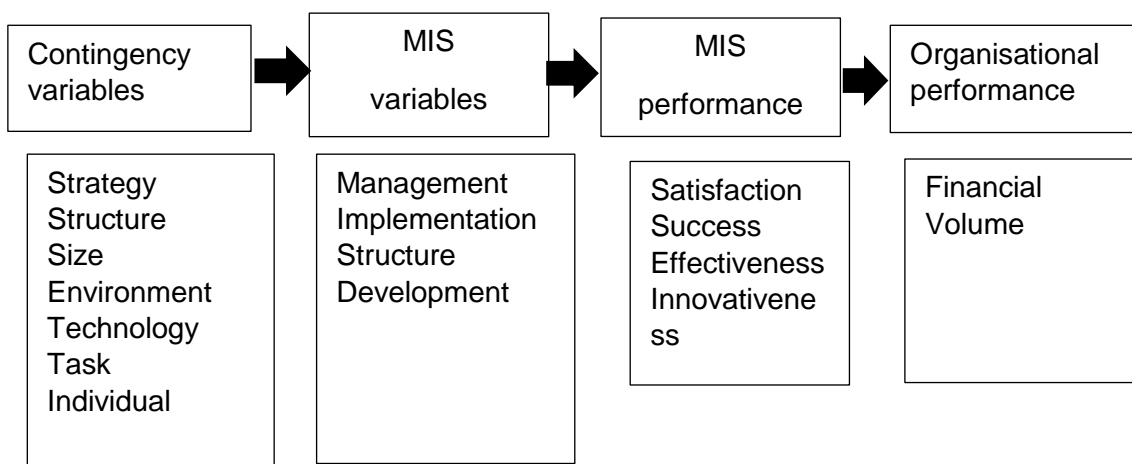 Contingency
variables
MIS
variables
MIS
performance
Organisational
performance
Strategy
Structure
Size
Environment
Technology
Task
Individual
Management
Implementation
Structure
Development
Satisfaction
Success
Effectiveness
Innovativene
ss
Financial
Volume